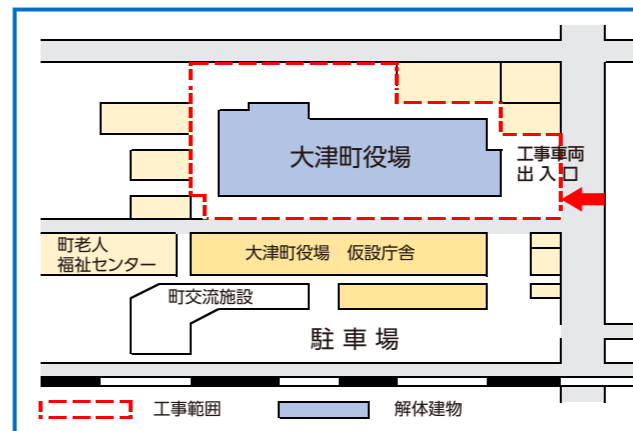 大津町役場
工事車両
出入口
町老人
福祉センター
大津町役場 仮設庁舎
町交流施設
駐車場
工事範囲
解体建物